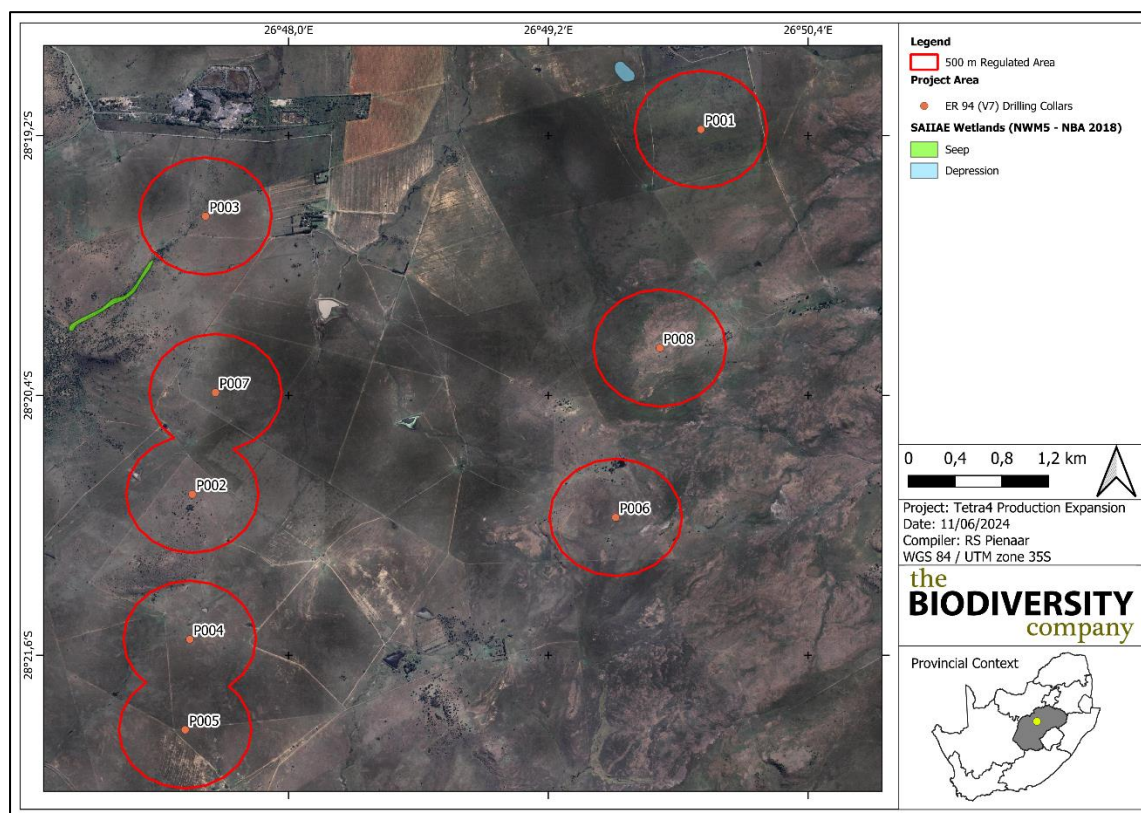 26°48,0'E
26°49,2'E
26°50,4'E
28°19,2'S
28°20,4'S
28°21,6'S
P001
P003
P008
P007
P002
P006
P004
P005
Legend
500 m Regulated Area
Project Area
ER 94 (V7) Drilling Collars
SAIIAE Wetlands (NWM5 - NBA 2018)
Seep
Depression
0 0,4 0,8 1,2 km
Project: Tetra4 Production Expansion
Date: 11/06/2024
Compiler: RS Pienaar
WGS 84 / UTM zone 35S
the
BIODIVERSITY
company
Provincial Context